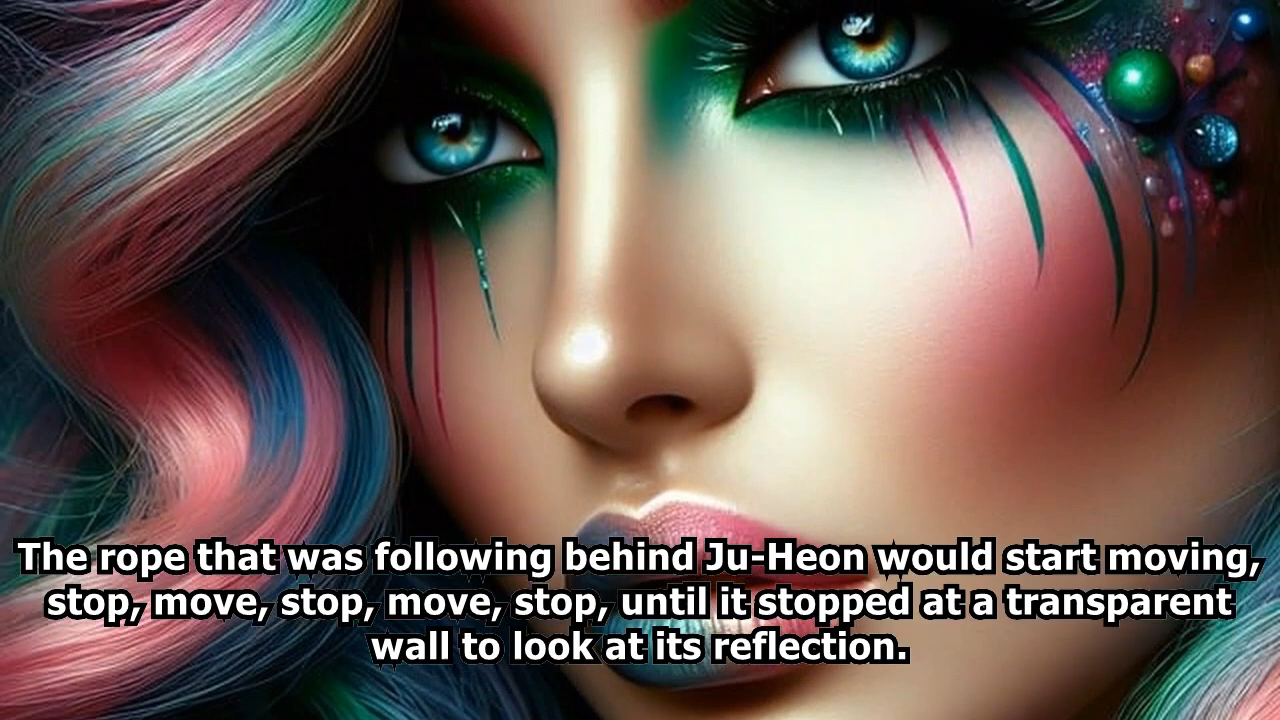 The rope that was following behind Ju-Heon would start moving,
stop, move, stop, move, stop, until it stopped at a transparent
wall to look at its reflection.